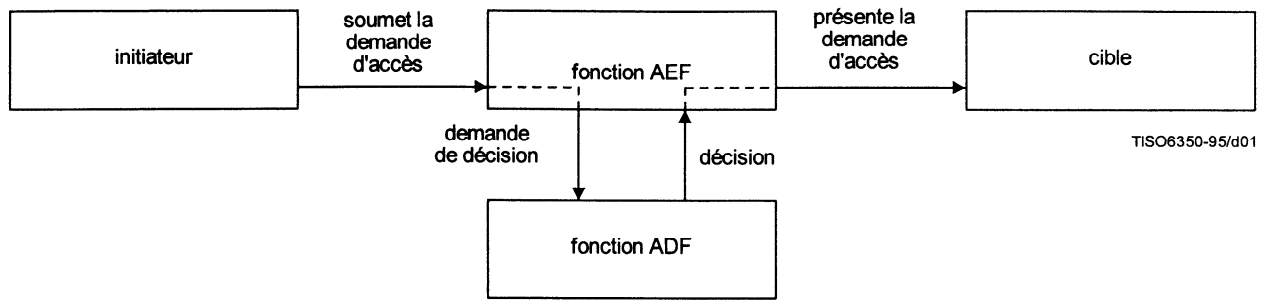 initiateur
soumet la
demande
d'accès
fonction AEF
présente la
demande
d'accès
cible
TISO6350-95/d01
demande
de décision
décision
fonction ADF